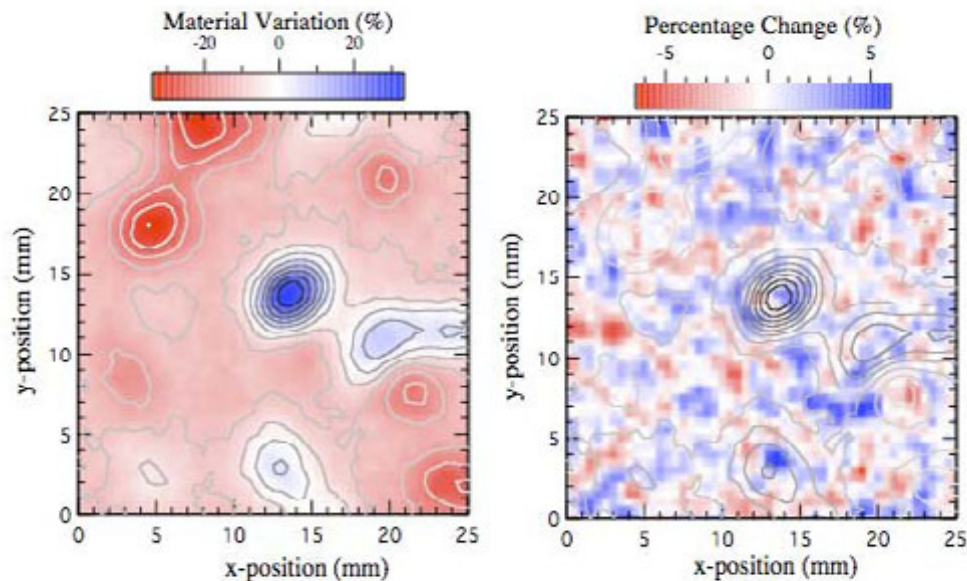 Material Variation (%)
-20 0 20
25
20
15
10
5
0
y-position (mm)
0 5 10 15 20 25
x-position (mm)
Percentage Change (%)
-5 0 5
25
20
15
10
5
0
y-position (mm)
0 5 10 15 20 25
x-position (mm)